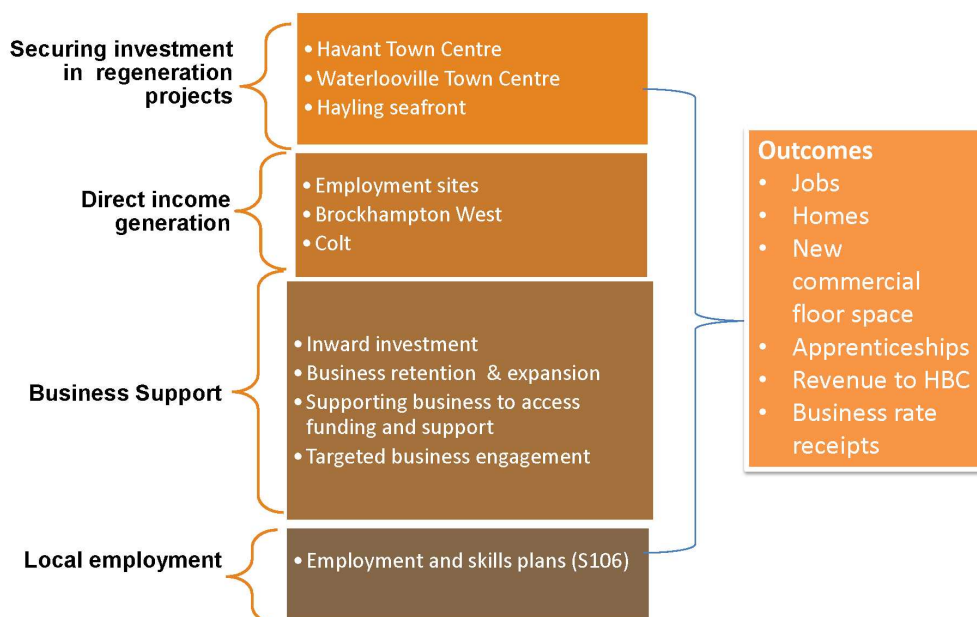 Securing investment
in regeneration
projects
• Havant Town Centre
• Waterlooville Town Centre
• Hayling seafront
Direct income
generation
• Employment sites
• Brockhampton West
• Colt
Business Support
• Inward investment
• Business retention & expansion
• Supporting business to access
funding and support
• Targeted business engagement
Local employment
• Employment and skills plans (S106)
Outcomes
• Jobs
• Homes
• New
commercial
floor space
• Apprenticeships
• Revenue to HBC
• Business rate
receipts